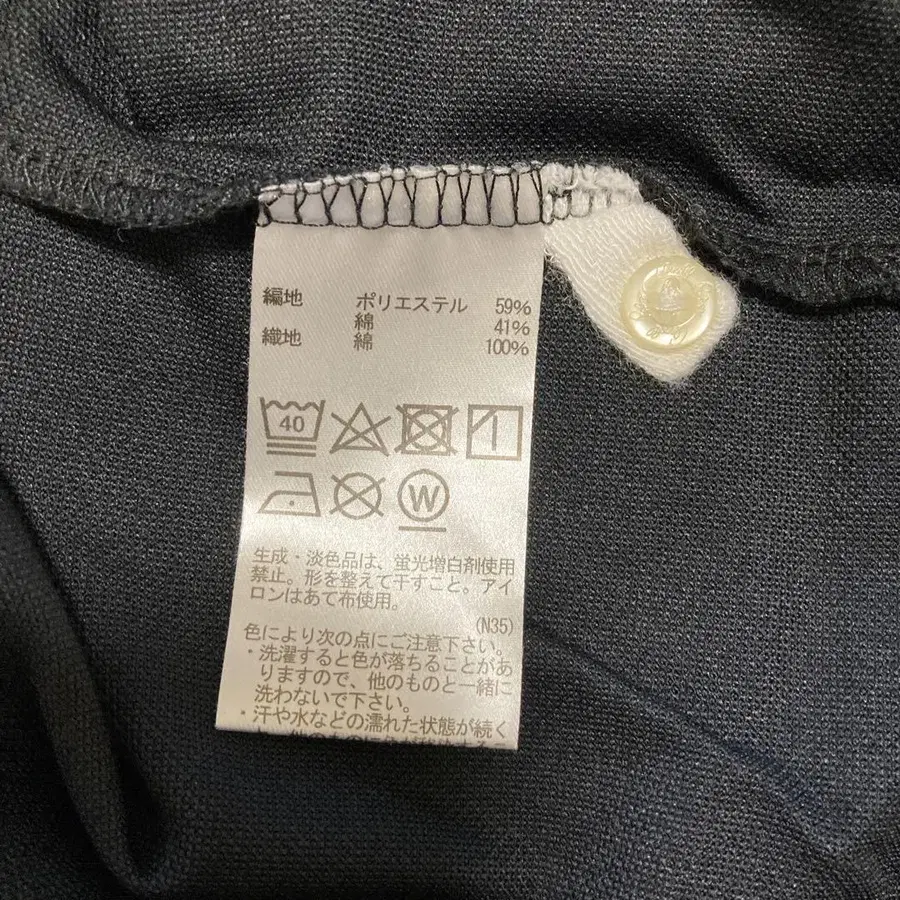 編地 ポリエステル 59%
綿 41%
織地 綿 100%
40
W
生成・淡色品は、蛍光増白剤使用
禁止。形を整えて干すこと。アイ
ロンはあて布使用。
(N35)
色により次の点にご注意下さい。
・洗濯すると色が落ちることがあ
りますので、他のものと一緒に
洗わないで下さい。
・汗や水などの濡れた状態が続く